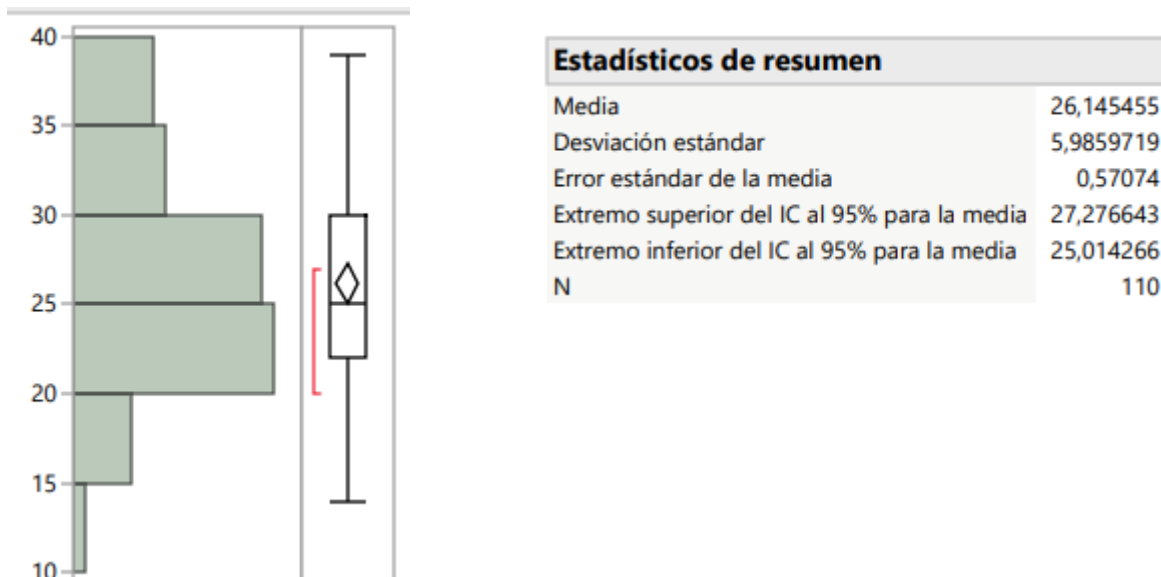 40
35
30
25
20
15
10
Estadísticos de resumen
Media 26,145455
Desviación estándar 5,9859719
Error estándar de la media 0,57074
Extremo superior del IC al 95% para la media 27,276643
Extremo inferior del IC al 95% para la media 25,014266
N 110